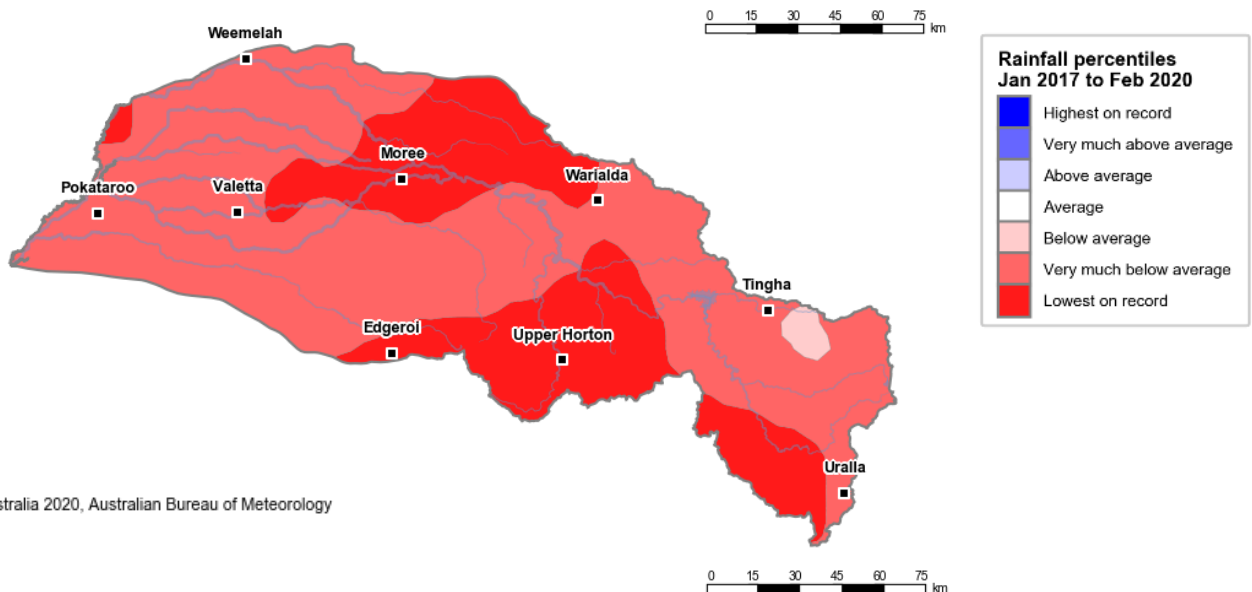 0 15 30 45 60 75
km
Rainfall percentiles
Jan 2017 to Feb 2020
Highest on record
Very much above average
Above average
Average
Below average
Very much below average
Lowest on record
Weemelah
Moree
Warialda
Pokataroo
Valetta
Tingha
Edgeroi
Upper Horton
Uralla
stralia 2020, Australian Bureau of Meteorology
0 15 30 45 60 75
km